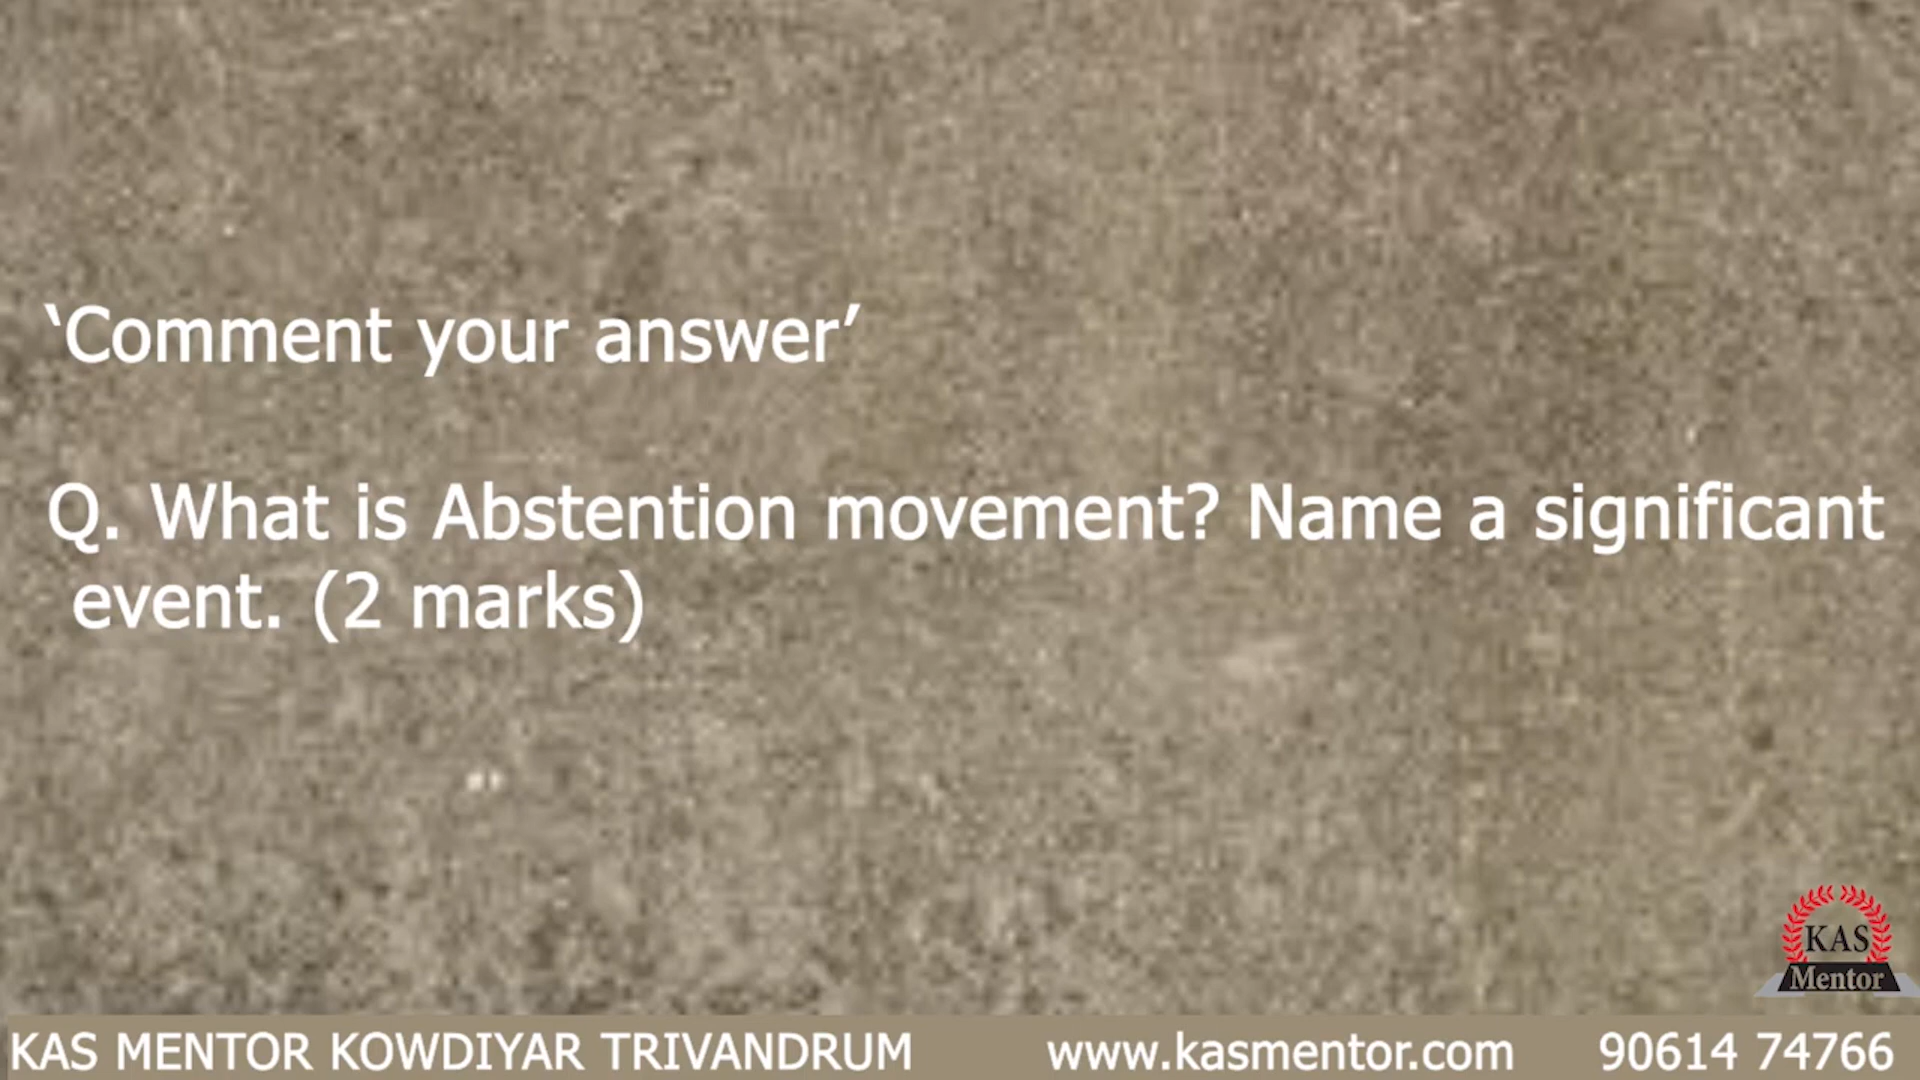 ‘Comment your answer’
Q. What is Abstention movement? Name a significant
event. (2 marks)
KAS
Mentor
KAS MENTOR KOWDIYAR TRIVANDRUM www.kasmentor.com 90614 74766